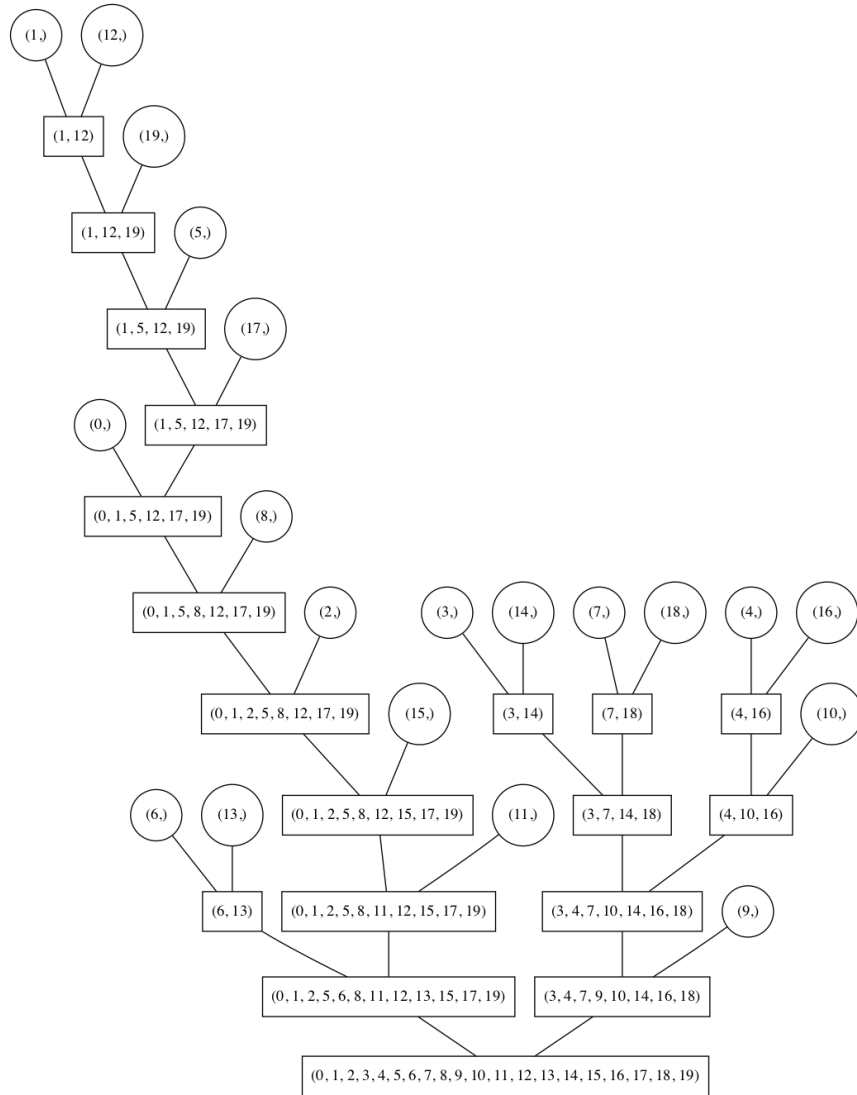 (1,) (12,)
(1, 12) (19,)
(1, 12, 19) (5,)
(1, 5, 12, 19) (17,)
(0,) (1, 5, 12, 17, 19)
(0, 1, 5, 12, 17, 19) (8,)
(0, 1, 5, 8, 12, 17, 19) (2,) (3,) (14,) (7,) (18,) (4,) (16,)
(0, 1, 2, 5, 8, 12, 17, 19) (15,) (3, 14) (7, 18) (4, 16) (10,)
(6,) (13,) (0, 1, 2, 5, 8, 12, 15, 17, 19) (11,) (3, 7, 14, 18) (4, 10, 16)
(6, 13) (0, 1, 2, 5, 8, 11, 12, 15, 17, 19) (3, 4, 7, 10, 14, 16, 18) (9,)
(0, 1, 2, 5, 6, 8, 11, 12, 13, 15, 17, 19) (3, 4, 7, 9, 10, 14, 16, 18)
(0, 1, 2, 3, 4, 5, 6, 7, 8, 9, 10, 11, 12, 13, 14, 15, 16, 17, 18, 19)